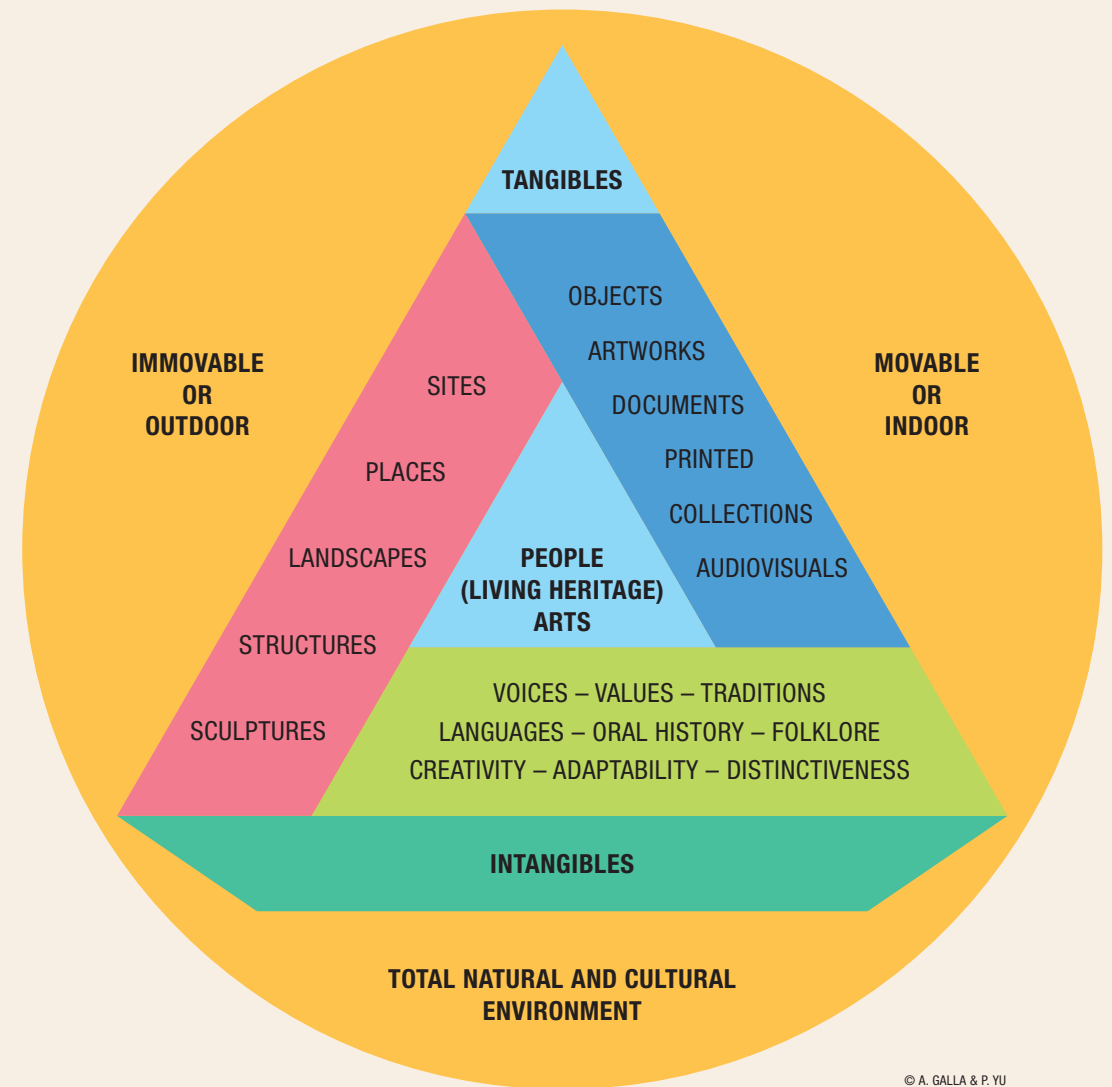 TANGIBLES
IMMOVABLE
OR
OUTDOOR
SITES
PLACES
LANDSCAPES
STRUCTURES
SCULPTURES
OBJECTS
ARTWORKS
DOCUMENTS
PRINTED
COLLECTIONS
AUDIOVISUALS
MOVABLE
OR
INDOOR
PEOPLE
(LIVING HERITAGE)
ARTS
VOICES – VALUES – TRADITIONS
LANGUAGES – ORAL HISTORY – FOLKLORE
CREATIVITY – ADAPTABILITY – DISTINCTIVENESS
INTANGIBLES
TOTAL NATURAL AND CULTURAL
ENVIRONMENT
© A. GALLA & P. YU